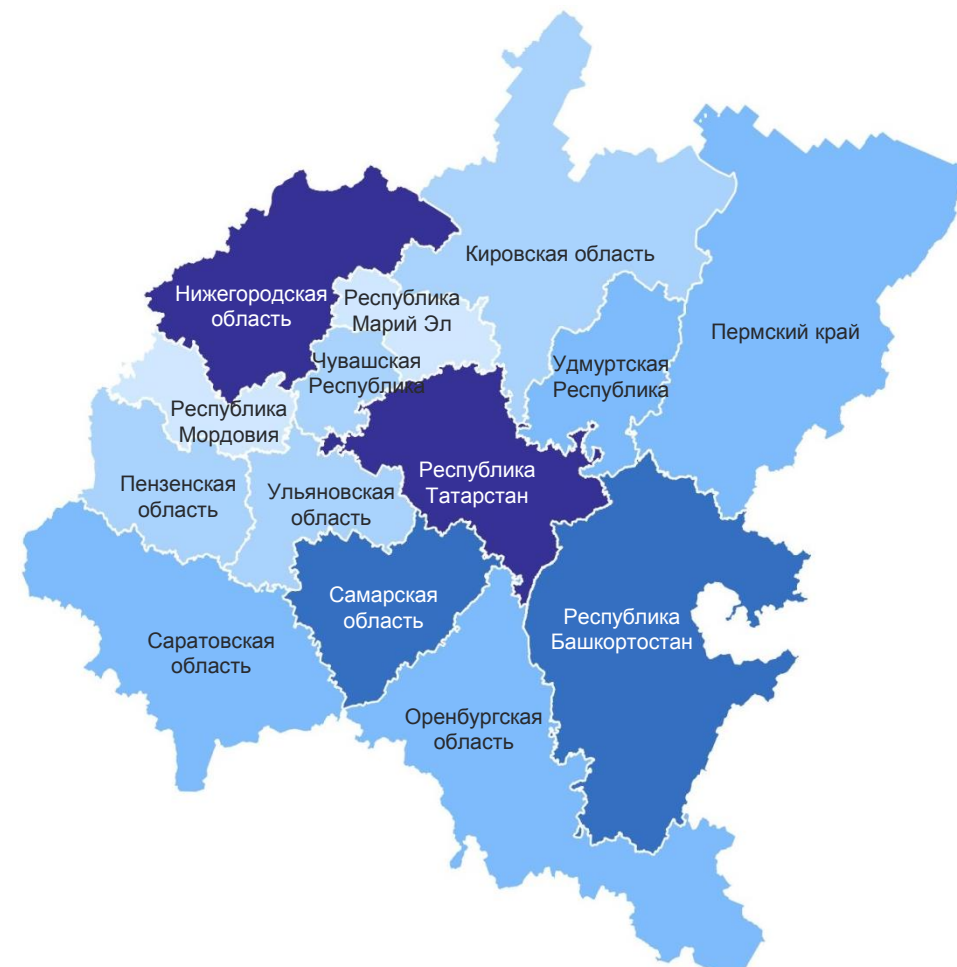 Кировская область
Нижегородская
область
Республика
Марий Эл
Пермский край
Чувашская
Республика
Удмуртская
Республика
Республика
Мордовия
Республика
Татарстан
Пензенская
область
Ульяновская
область
Самарская
область
Республика
Башкортостан
Саратовская
область
Оренбургская
область